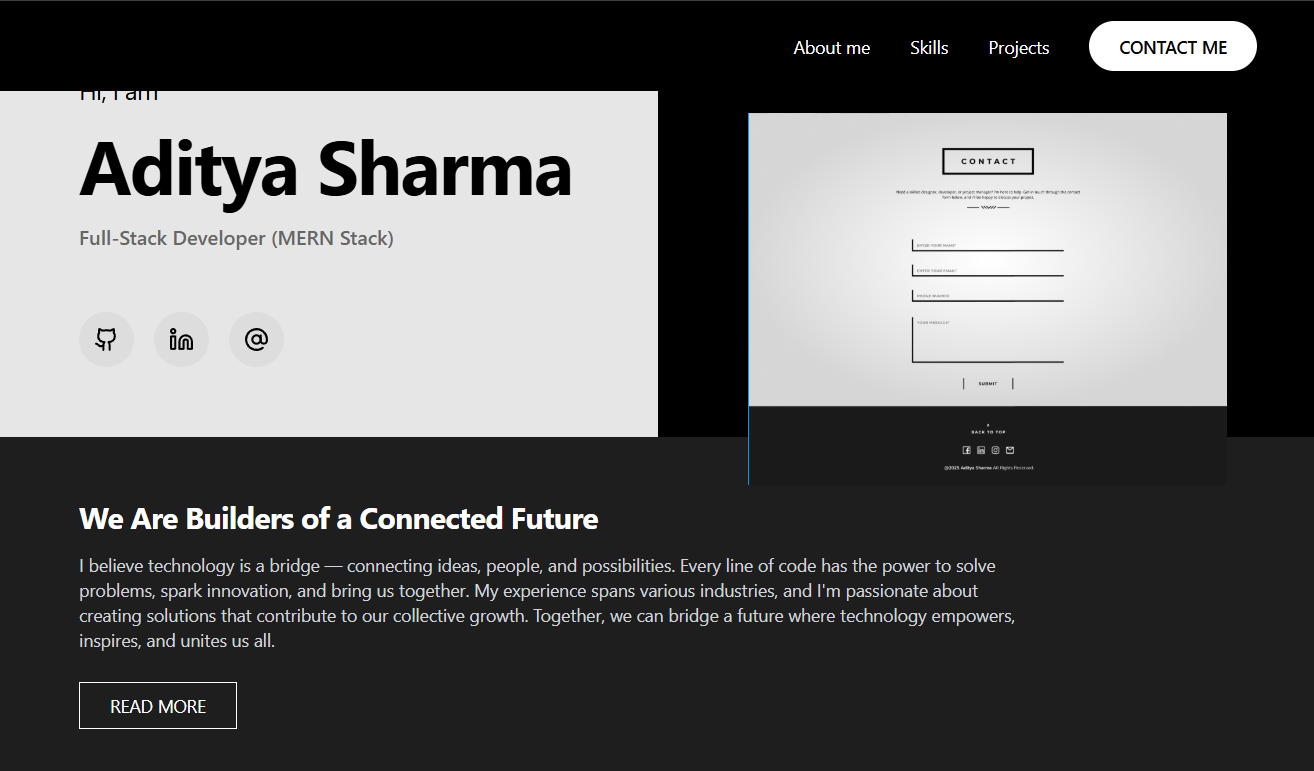 About me
Skills
Projects
CONTACT ME
Hi, I am
Aditya Sharma
Full-Stack Developer (MERN Stack)
CONTACT
Need a skilled designer, developer, or project manager? I'm here to help. Get in touch through the contact
form below, and I'll be happy to discuss your project.
ENTER YOUR NAME*
ENTER YOUR EMAIL*
PHONE NUMBER
YOUR MESSAGE*
SUBMIT
BACK TO TOP
@2025 Aditya Sharma All Rights Reserved.
We Are Builders of a Connected Future
I believe technology is a bridge — connecting ideas, people, and possibilities. Every line of code has the power to solve
problems, spark innovation, and bring us together. My experience spans various industries, and I'm passionate about
creating solutions that contribute to our collective growth. Together, we can bridge a future where technology empowers,
inspires, and unites us all.
READ MORE